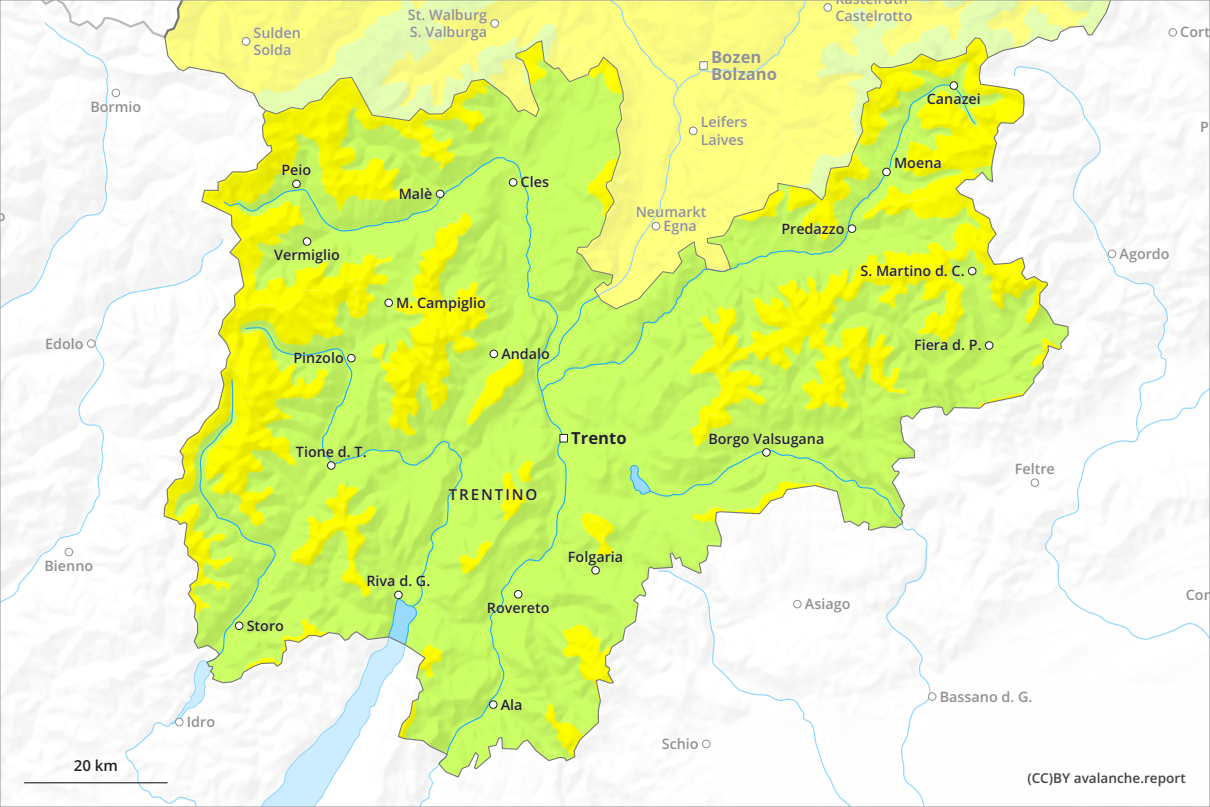 Kastelruth
Castelrotto
St. Walburg
S. Valburga
Sulden
Solda
Cort
Bozen
Bolzano
Bormio
Canazei
Leifers
Laives
P
Moena
Peio
Cles
Malè
Neumarkt
Egna
Predazzo
Vermiglio
Agordo
S. Martino d. C.
M. Campiglio
Edolo
Fiera d. P.
Pinzolo
Andalo
Trento
Borgo Valsugana
Tione d. T.
Feltre
TRENTINO
Bienno
Folgaria
Riva d. G.
Cor
Asiago
Rovereto
Storo
Bassano d. G.
Ala
Idro
Schio
20 km
(CC)BY avalanche.report